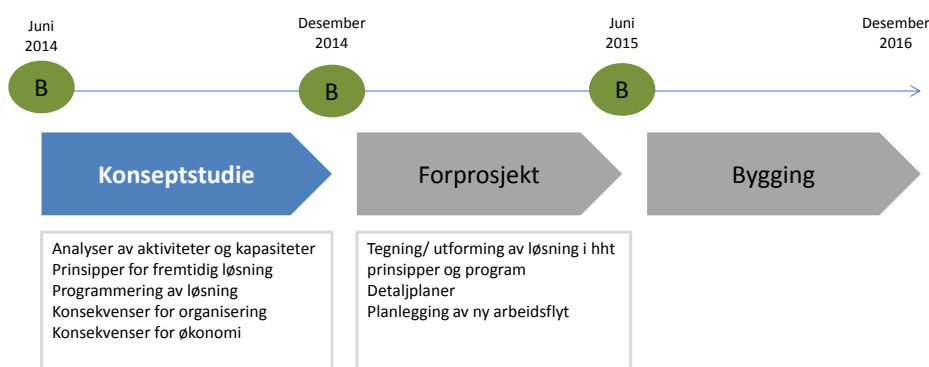 Juni
2014
Desember
2014
Juni
2015
Desember
2016
B
B
B
Konseptstudie
Forprosjekt
Bygging
Analyser av aktiviteter og kapasiteter
Prinsipper for fremtidig løsning
Programmering av løsning
Konsekvenser for organisering
Konsekvenser for økonomi
Tegning/ utforming av løsning i hht
prinsipper og program
Detaljplaner
Planlegging av ny arbeidsflyt